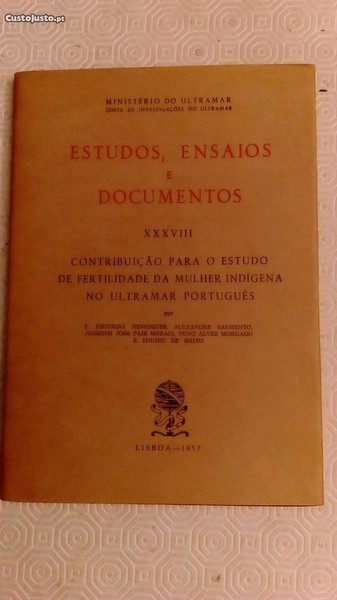 CustoJusto.pt
MINISTÉRIO DO ULTRAMAR
JUNTA DE INVESTIGAÇÕES DO ULTRAMAR
ESTUDOS, ENSAIOS
E
DOCUMENTOS
XXXVIII
CONTRIBUIÇÃO PARA O ESTUDO
DE FERTILIDADE DA MULHER INDÍGENA
NO ULTRAMAR PORTUGUÊS
por
HENRIQUES, ALEXANDRE SARMENTO,
JOAQUIM JOSÉ PAIS MORAIS, NUNO ALVES MORGADO
E EDUÍNO DE BRITO
LISBOA — 1957